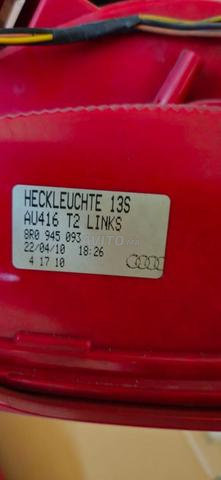 HECKLEUCHTE 13S
AU416 T2 LINKS
8R0 945 093
22/04/10 18:26
4 17 10